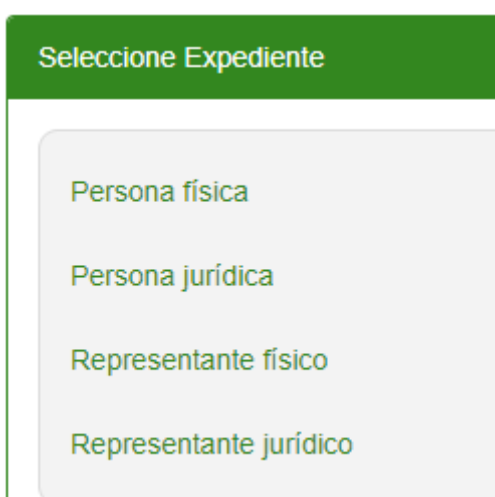 Seleccione Expediente
Persona física
Persona jurídica
Representante físico
Representante jurídico